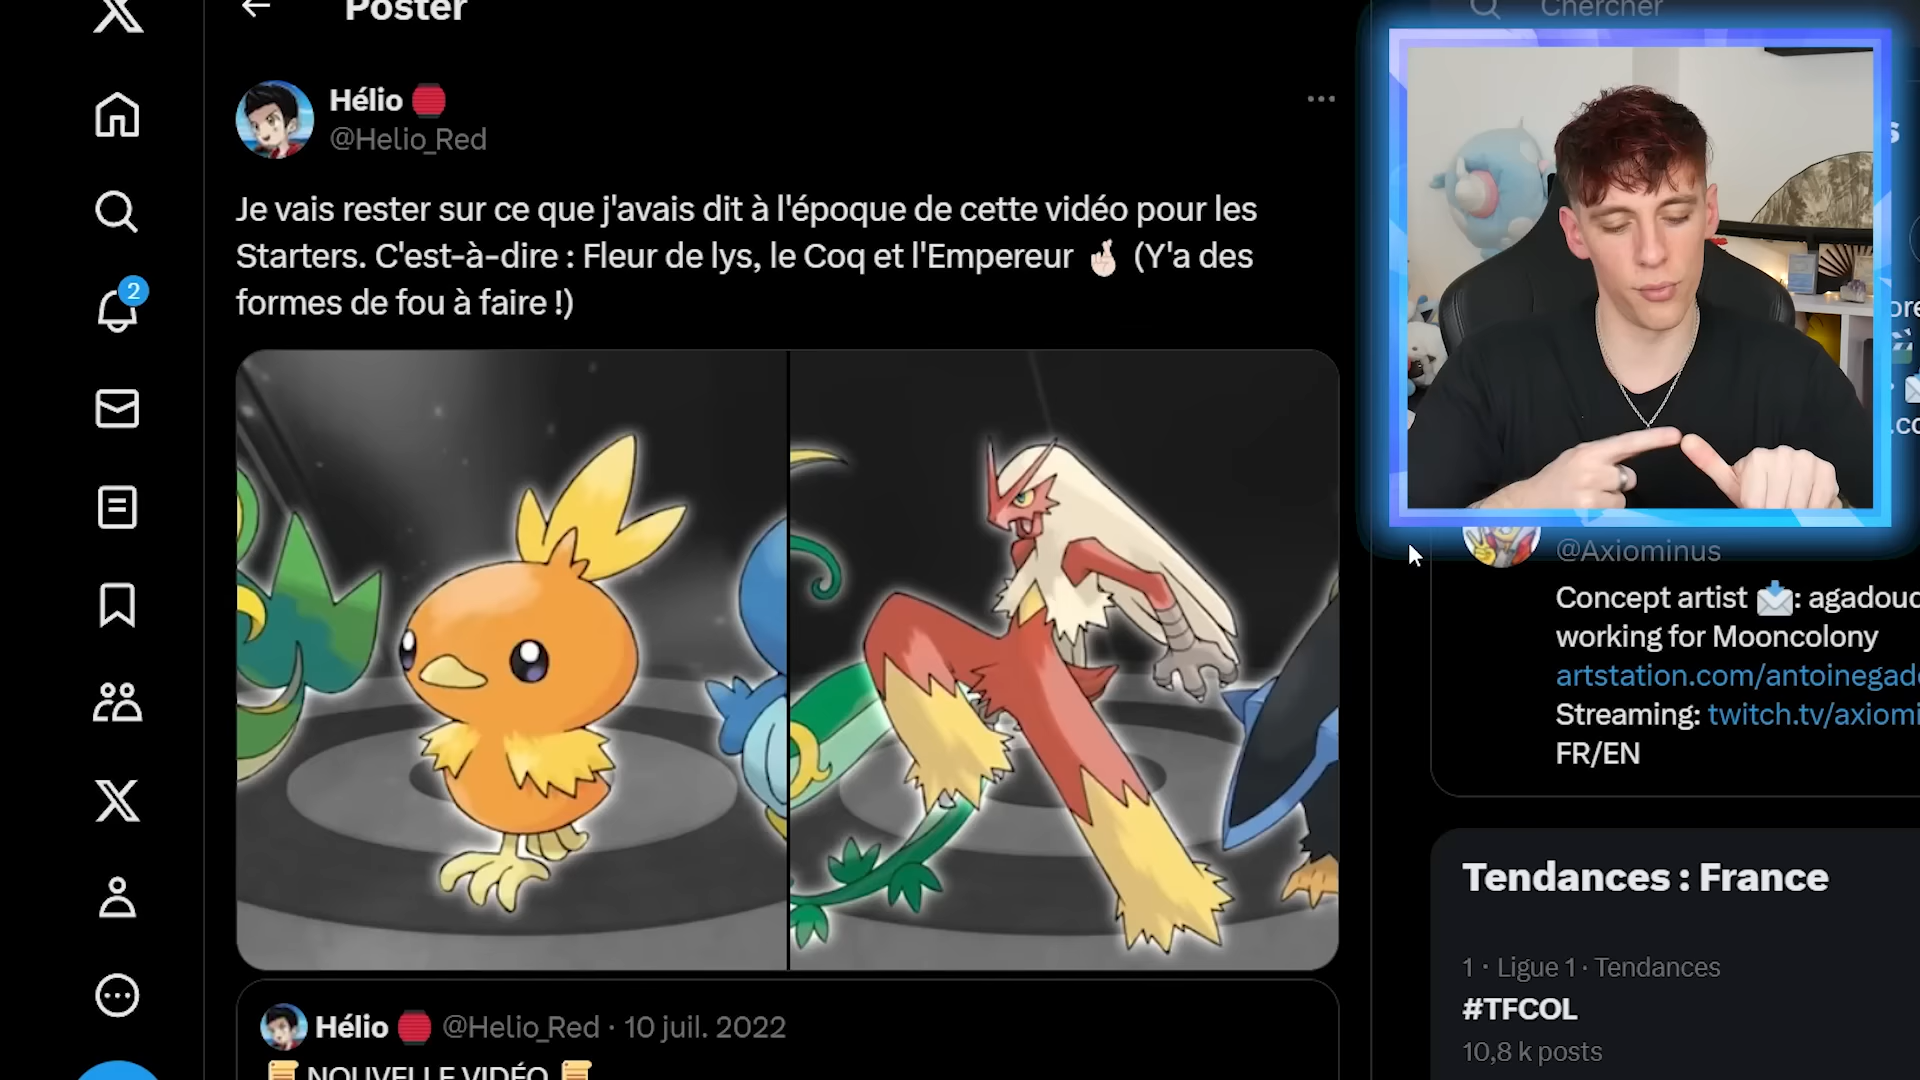 Poster
Chercher
Hélio
@Helio_Red
Je vais rester sur ce que j'avais dit à l'époque de cette vidéo pour les
Starters. C'est-à-dire : Fleur de lys, le Coq et l'Empereur 🤞🏻 (Y'a des
formes de fou à faire !)
2
@Axiominus
Concept artist 📩: agadouc
working for Mooncolony
artstation.com/antoinegad
Streaming: twitch.tv/axiomi
FR/EN
Tendances : France
1 · Ligue 1 · Tendances
#TFCOL
10,8 k posts
Hélio @Helio_Red · 10 juil. 2022
NOUVELLE VIDÉO